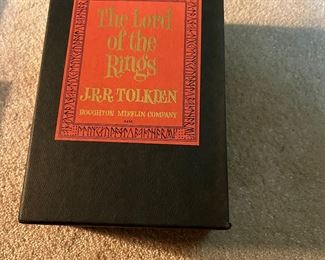 The Lord
of the
Rings
J.R.R. TOLKIEN
HOUGHTON MIFFLIN COMPANY